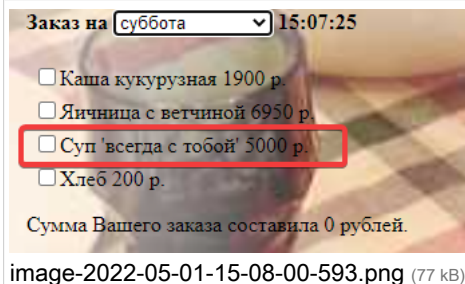 Заказ на суббота 15:07:25
Каша кукурузная 1900 р.
Яичница с ветчиной 6950 р.
Суп 'всегда с тобой' 5000 р.
Хлеб 200 р.
Сумма Вашего заказа составила 0 рублей.
image-2022-05-01-15-08-00-593.png (77 kB)